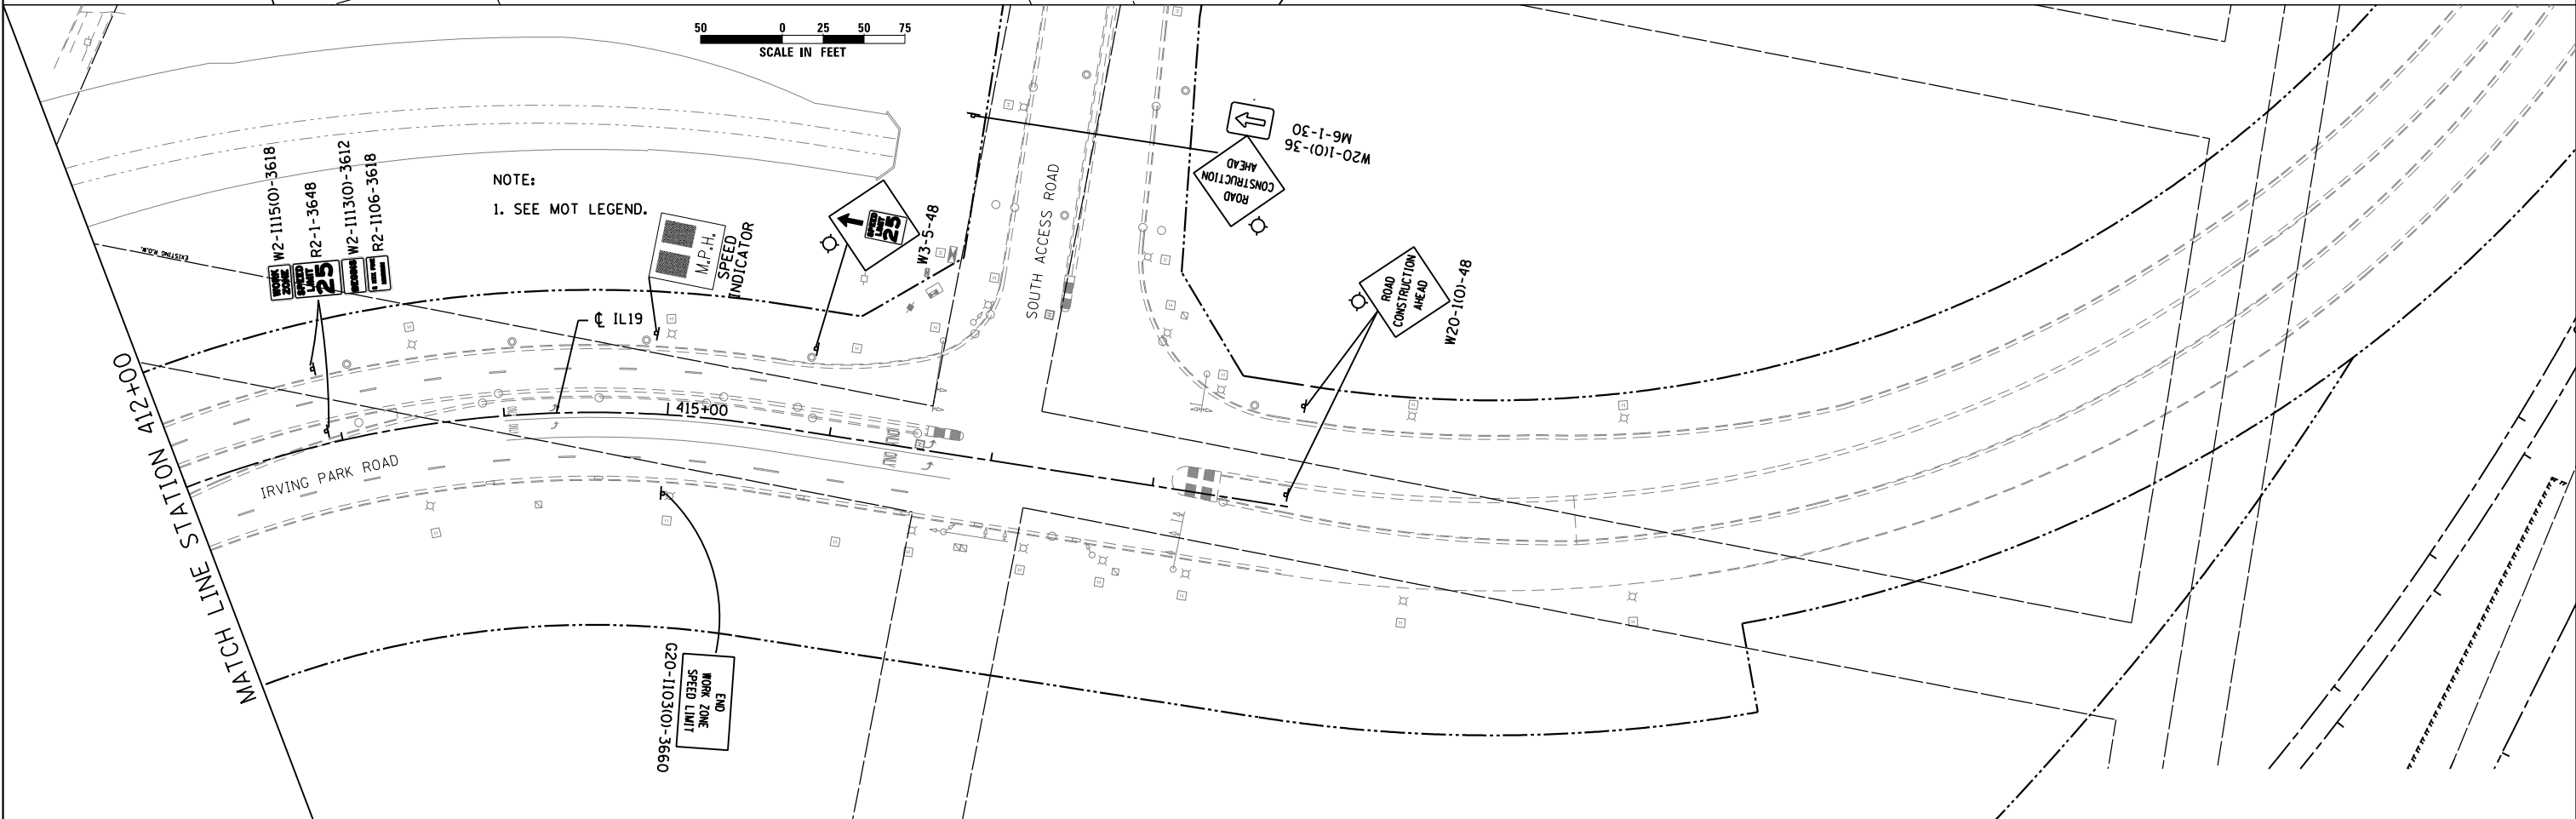 50 0 25 50 75
SCALE IN FEET
NOTE:
1. SEE MOT LEGEND.
EXISTING R.O.W.
W2-I115(O)-3618
R2-1-3648
W2-I113(O)-3612
R2-I106-3618
WORK
ZONE
SPEED
LIMIT
25
M.P.H.
SPEED
INDICATOR
SPEED
LIMIT
25
W3-5-48
SOUTH ACCESS ROAD
ROAD
CONSTRUCTION
AHEAD
W20-1(O)-36
M6-1-30
ROAD
CONSTRUCTION
AHEAD
W20-1(O)-48
℄ IL19
415+00
ONLY
ONLY
IRVING PARK ROAD
MATCH LINE STATION 412+00
END
WORK ZONE
SPEED LIMIT
G20-I103(O)-3660